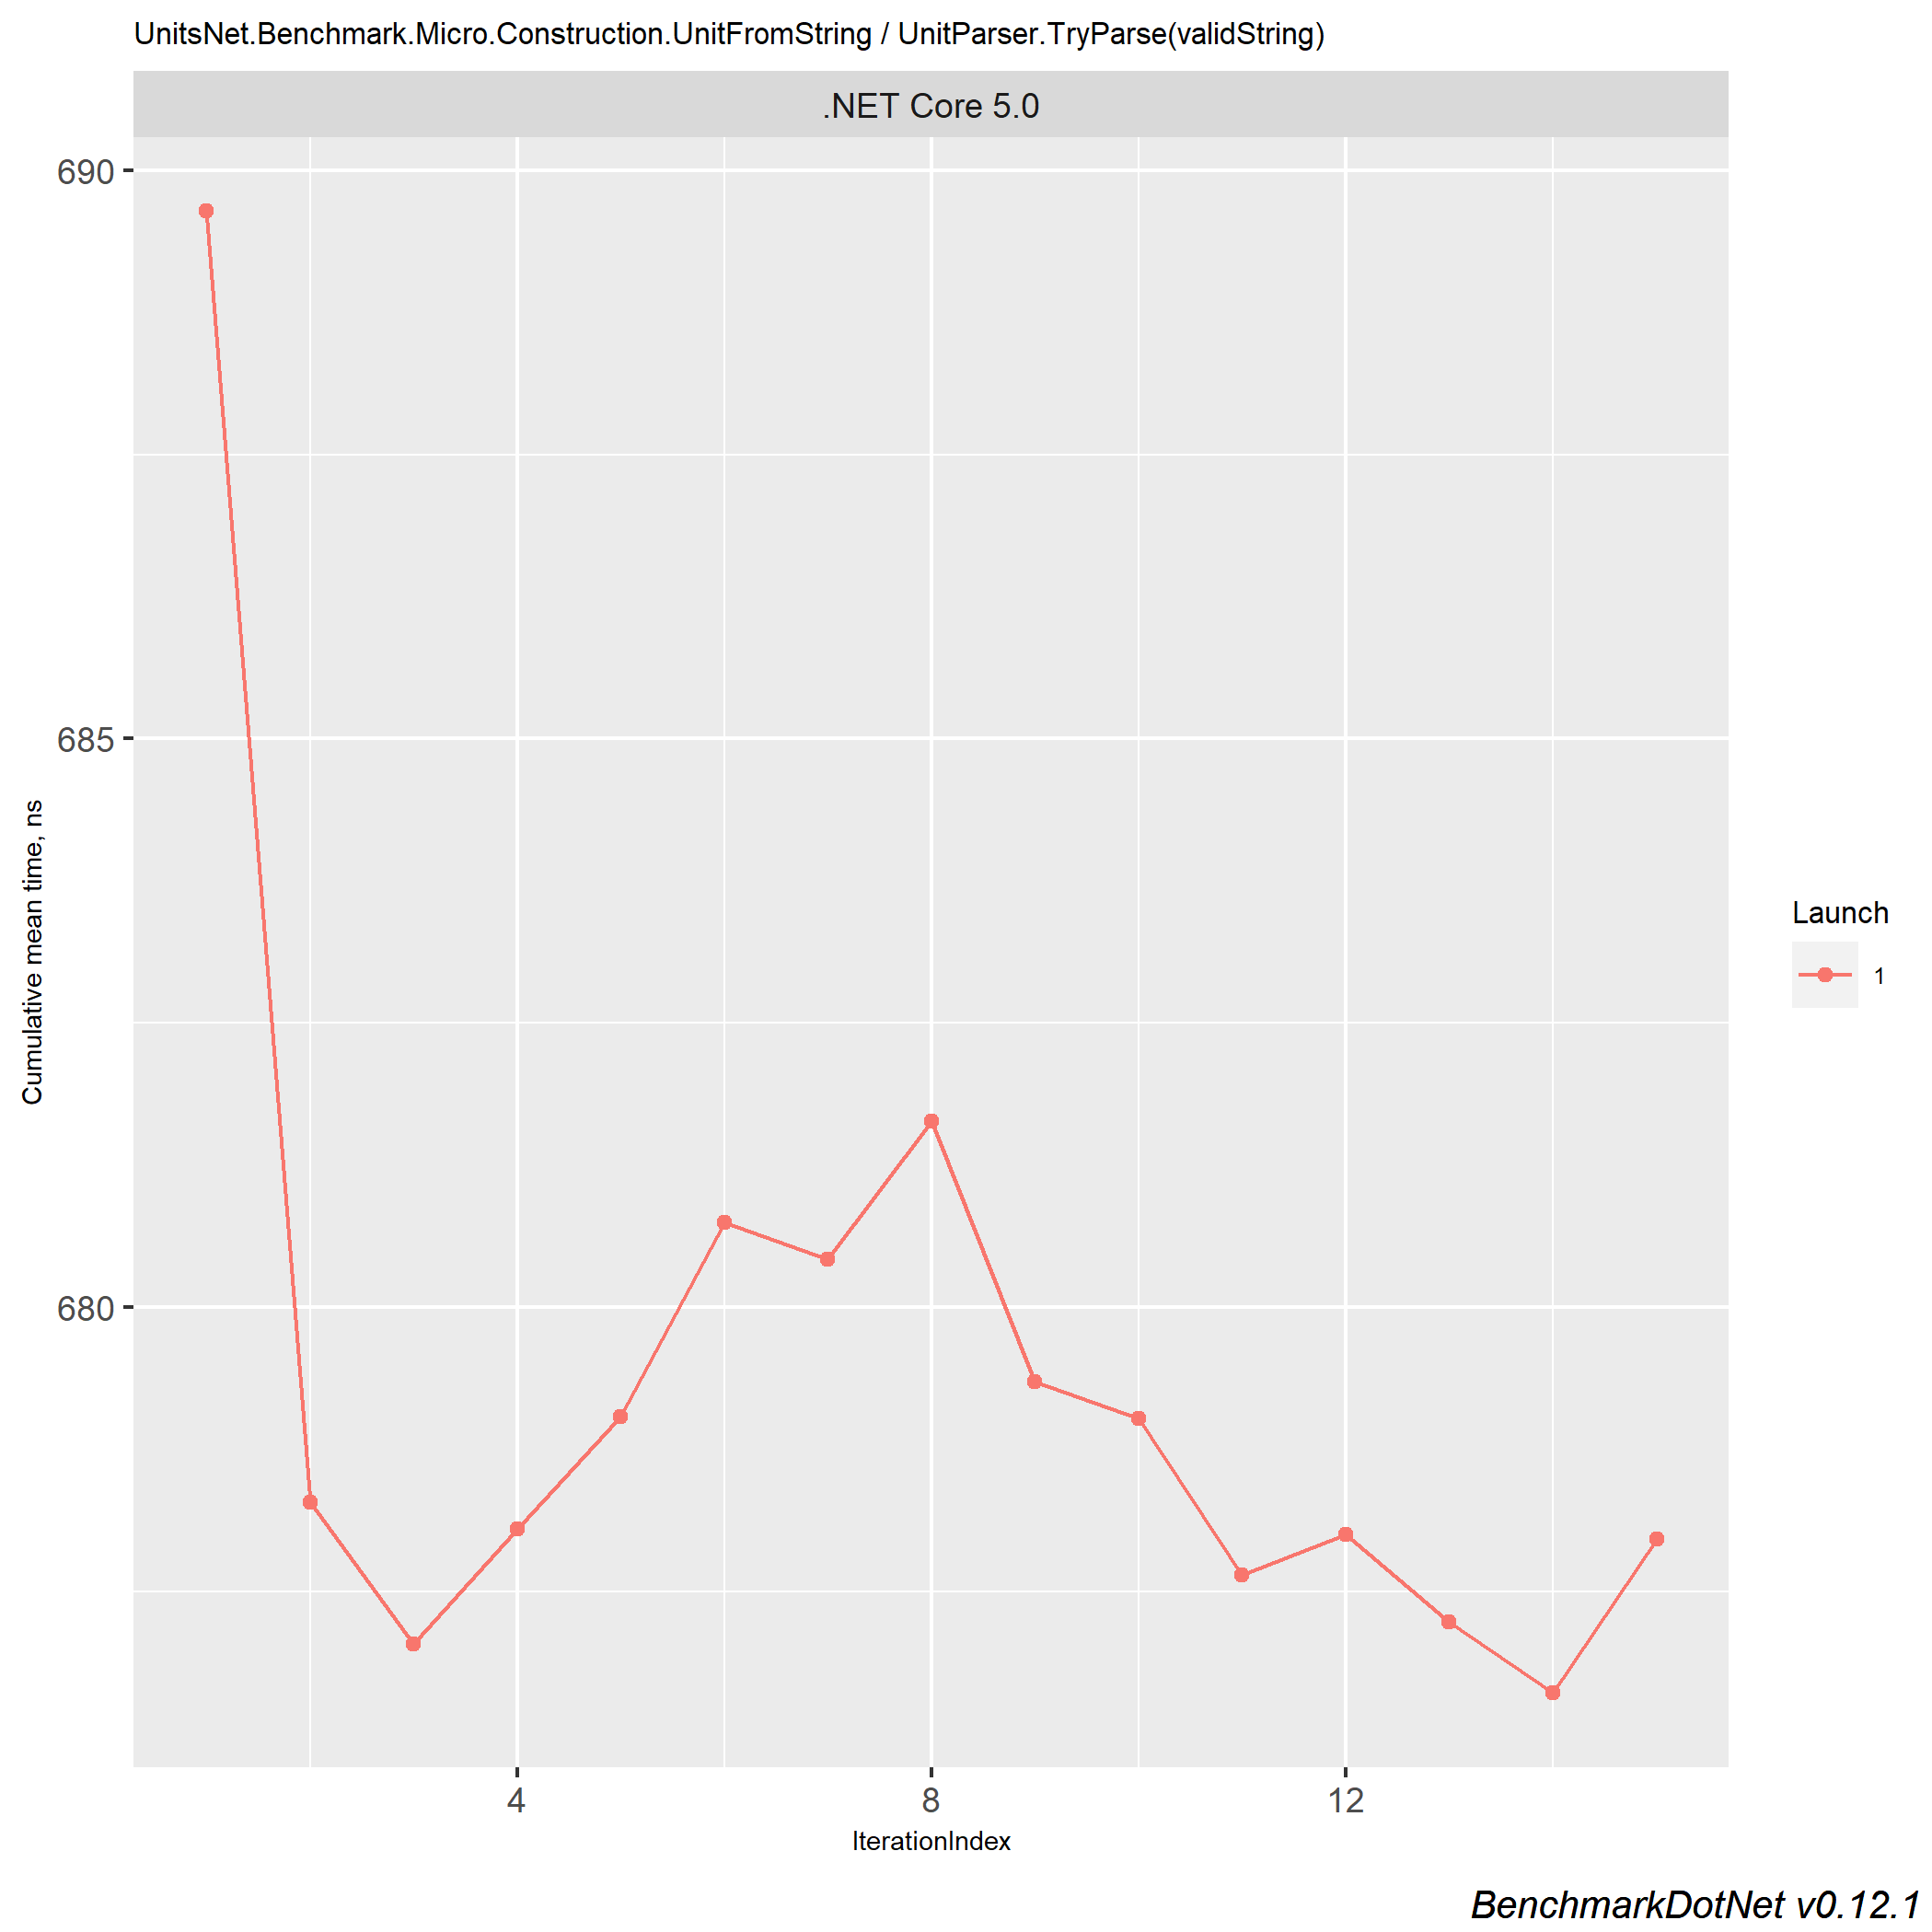 UnitsNet.Benchmark.Micro.Construction.UnitFromString / UnitParser.TryParse(validString)
.NET Core 5.0
690
685
680
Cumulative mean time, ns
4
8
12
IterationIndex
Launch
1
BenchmarkDotNet v0.12.1